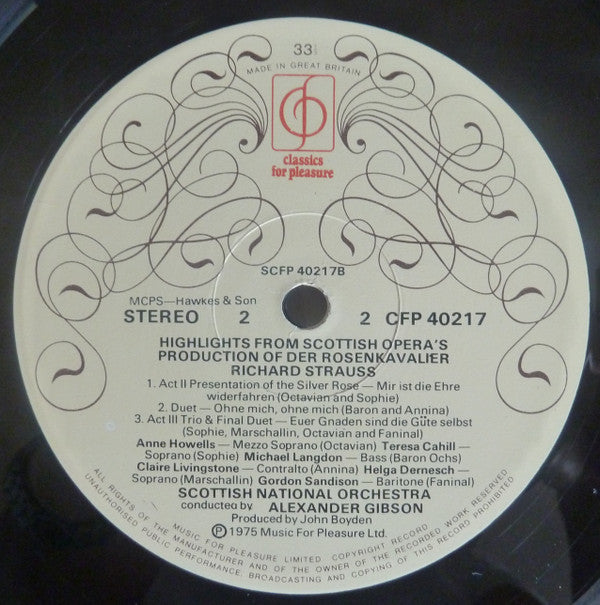 33⅓
MADE IN GREAT BRITAIN
cfp
classics
for pleasure
SCFP 40217B
MCPS—Hawkes & Son
STEREO 2 2 CFP 40217
HIGHLIGHTS FROM SCOTTISH OPERA'S
PRODUCTION OF DER ROSENKAVALIER
RICHARD STRAUSS
1. Act II Presentation of the Silver Rose — Mir ist die Ehre
widerfahren (Octavian and Sophie)
2. Duet — Ohne mich, ohne mich (Baron and Annina)
3. Act III Trio & Final Duet — Euer Gnaden sind die Güte selbst
(Sophie, Marschallin, Octavian and Faninal)
Anne Howells — Mezzo Soprano (Octavian) Teresa Cahill —
Soprano (Sophie) Michael Langdon — Bass (Baron Ochs)
Claire Livingstone — Contralto (Annina) Helga Dernesch —
Soprano (Marschallin) Gordon Sandison — Baritone (Faninal)
SCOTTISH NATIONAL ORCHESTRA
conducted by ALEXANDER GIBSON
Produced by John Boyden
Ⓟ 1975 Music For Pleasure Ltd.
MUSIC FOR PLEASURE LIMITED. COPYRIGHT RECORD
ALL RIGHTS OF THE MANUFACTURER AND OF THE OWNER OF THE RECORDED WORK RESERVED
UNAUTHORISED PUBLIC PERFORMANCE, BROADCASTING AND COPYING OF THIS RECORD PROHIBITED